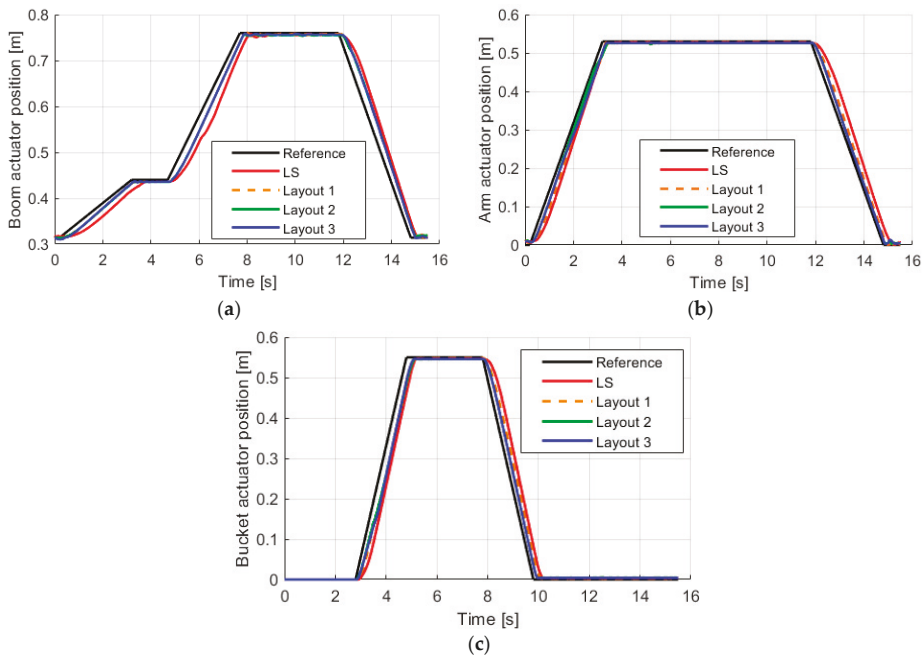 0.8
0.7
0.6
0.5
0.4
0.3
Boom actuator position [m]
Reference
LS
Layout 1
Layout 2
Layout 3
0 2 4 6 8 10 12 14 16
Time [s]
(a)
0.6
0.5
0.4
0.3
0.2
0.1
0
Arm actuator position [m]
Reference
LS
Layout 1
Layout 2
Layout 3
0 2 4 6 8 10 12 14 16
Time [s]
(b)
0.6
0.5
0.4
0.3
0.2
0.1
0
Bucket actuator position [m]
Reference
LS
Layout 1
Layout 2
Layout 3
0 2 4 6 8 10 12 14 16
Time [s]
(c)